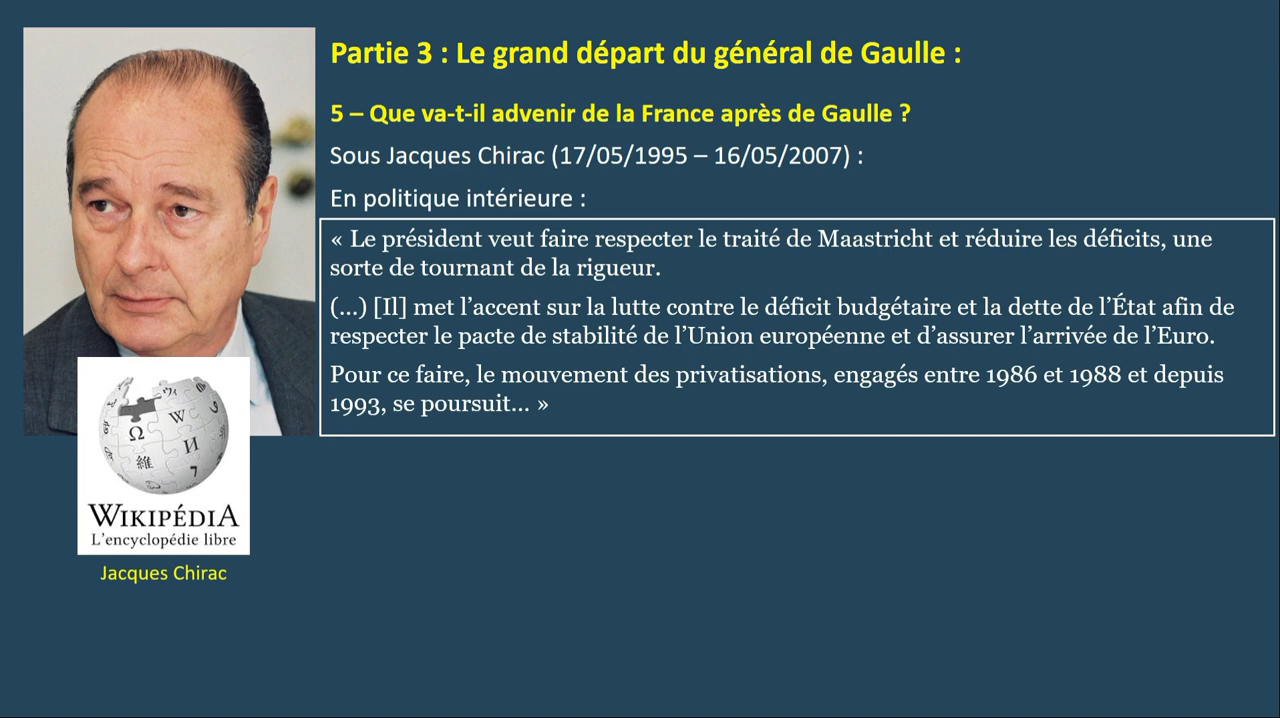 Partie 3 : Le grand départ du général de Gaulle :
5 – Que va-t-il advenir de la France après de Gaulle ?
Sous Jacques Chirac (17/05/1995 – 16/05/2007) :
En politique intérieure :
« Le président veut faire respecter le traité de Maastricht et réduire les déficits, une
sorte de tournant de la rigueur.
(…) [Il] met l’accent sur la lutte contre le déficit budgétaire et la dette de l’État afin de
respecter le pacte de stabilité de l’Union européenne et d’assurer l’arrivée de l’Euro.
Pour ce faire, le mouvement des privatisations, engagés entre 1986 et 1988 et depuis
1993, se poursuit… »
Ω W И
維
WIKIPÉDIA
L’encyclopédie libre
Jacques Chirac